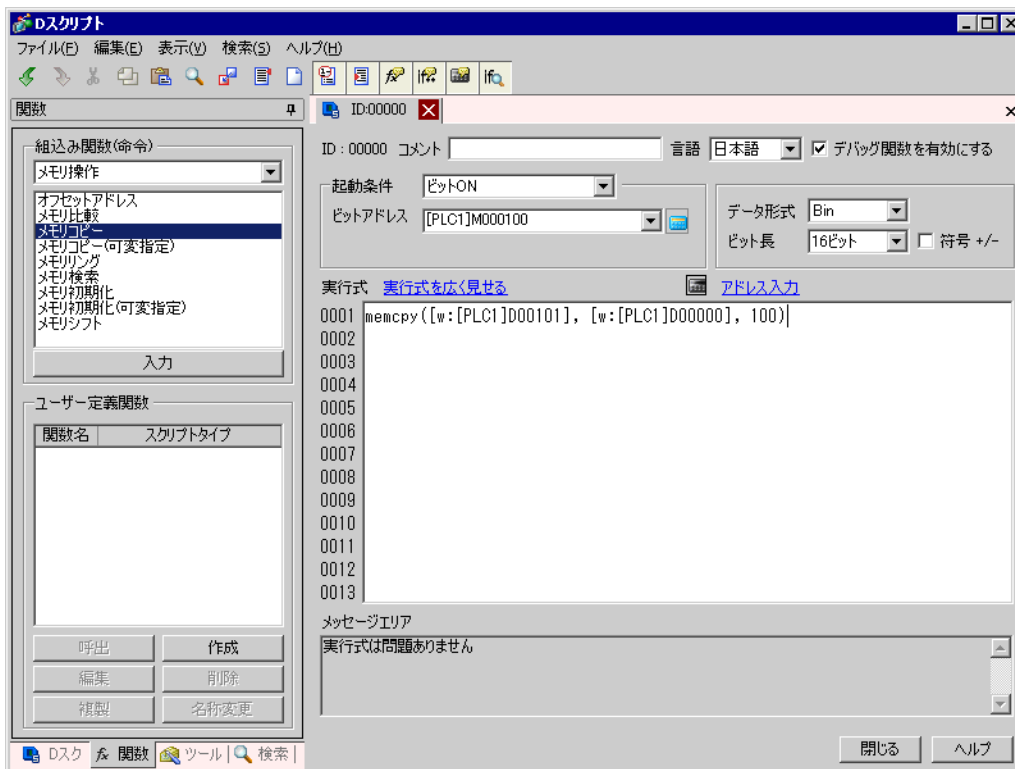 Dスクリプト
ファイル(F) 編集(E) 表示(V) 検索(S) ヘルプ(H)
関数
ID:00000
組込み関数(命令)
メモリ操作
オフセットアドレス
メモリ比較
メモリコピー
メモリコピー(可変指定)
メモリリング
メモリ検索
メモリ初期化
メモリ初期化(可変指定)
メモリシフト
入力
ユーザー定義関数
関数名 スクリプトタイプ
呼出 作成
編集 削除
複製 名称変更
Dスク 関数 ツール 検索
ID : 00000 コメント 言語 日本語 デバッグ関数を有効にする
起動条件 ビットON
ビットアドレス [PLC1]M000100
データ形式 Bin
ビット長 16ビット 符号 +/-
実行式 実行式を広く見せる アドレス入力
0001 memcpy([w:[PLC1]D00101], [w:[PLC1]D00000], 100)
0002
0003
0004
0005
0006
0007
0008
0009
0010
0011
0012
0013
メッセージエリア
実行式は問題ありません
閉じる ヘルプ